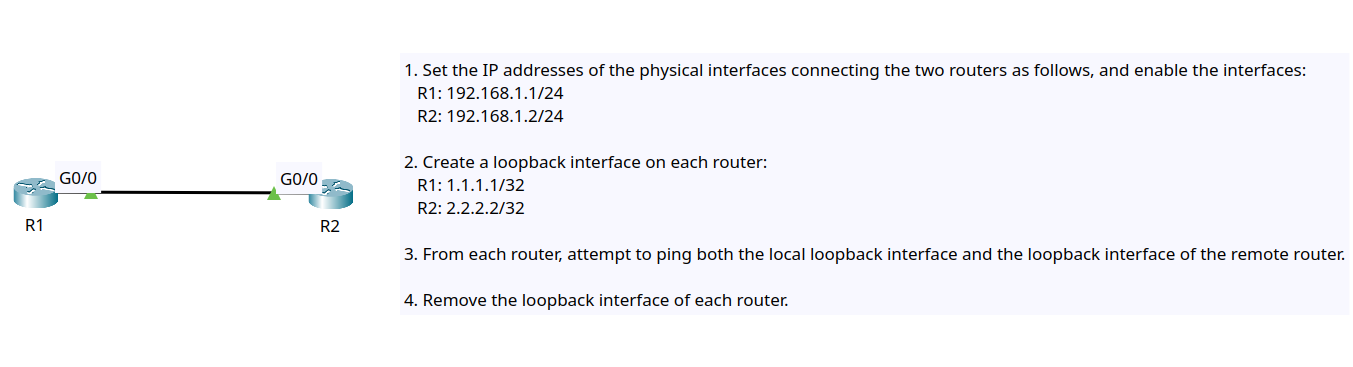 1. Set the IP addresses of the physical interfaces connecting the two routers as follows, and enable the interfaces:
R1: 192.168.1.1/24
R2: 192.168.1.2/24
2. Create a loopback interface on each router:
R1: 1.1.1.1/32
R2: 2.2.2.2/32
3. From each router, attempt to ping both the local loopback interface and the loopback interface of the remote router.
4. Remove the loopback interface of each router.
G0/0
G0/0
R1
R2